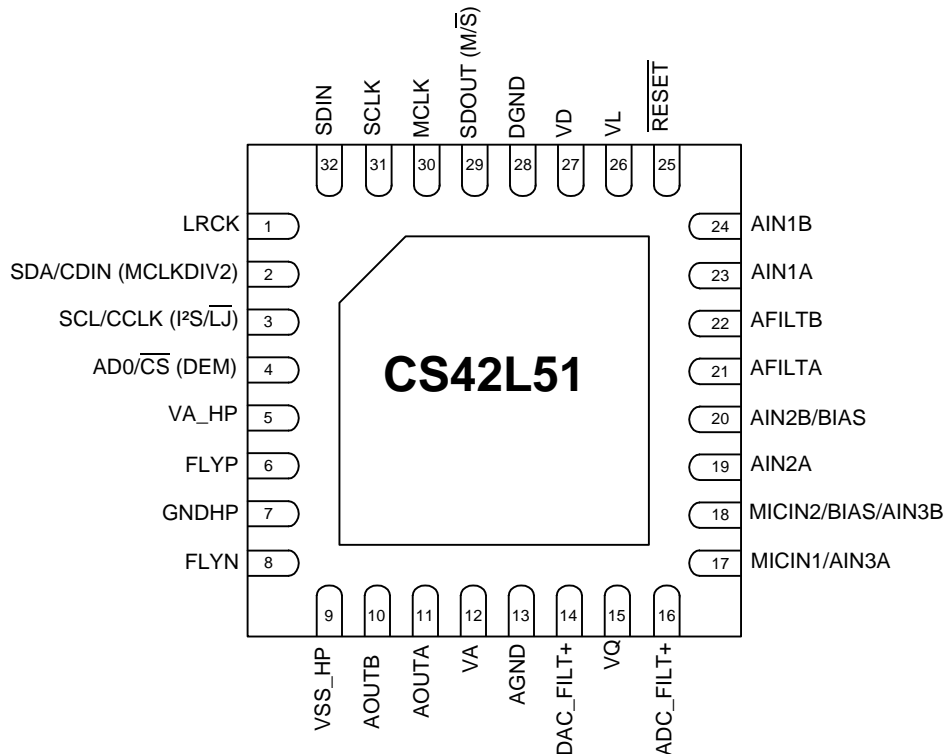 SDIN
SCLK
MCLK
SDOUT (M/S̅)
DGND
VD
VL
R̅E̅S̅E̅T̅
32
31
30
29
28
27
26
25
LRCK 1
SDA/CDIN (MCLKDIV2) 2
SCL/CCLK (I²S/L̅J̅) 3
AD0/C̅S̅ (DEM) 4
VA_HP 5
FLYP 6
GNDHP 7
FLYN 8
CS42L51
24 AIN1B
23 AIN1A
22 AFILTB
21 AFILTA
20 AIN2B/BIAS
19 AIN2A
18 MICIN2/BIAS/AIN3B
17 MICIN1/AIN3A
9
10
11
12
13
14
15
16
VSS_HP
AOUTB
AOUTA
VA
AGND
DAC_FILT+
VQ
ADC_FILT+